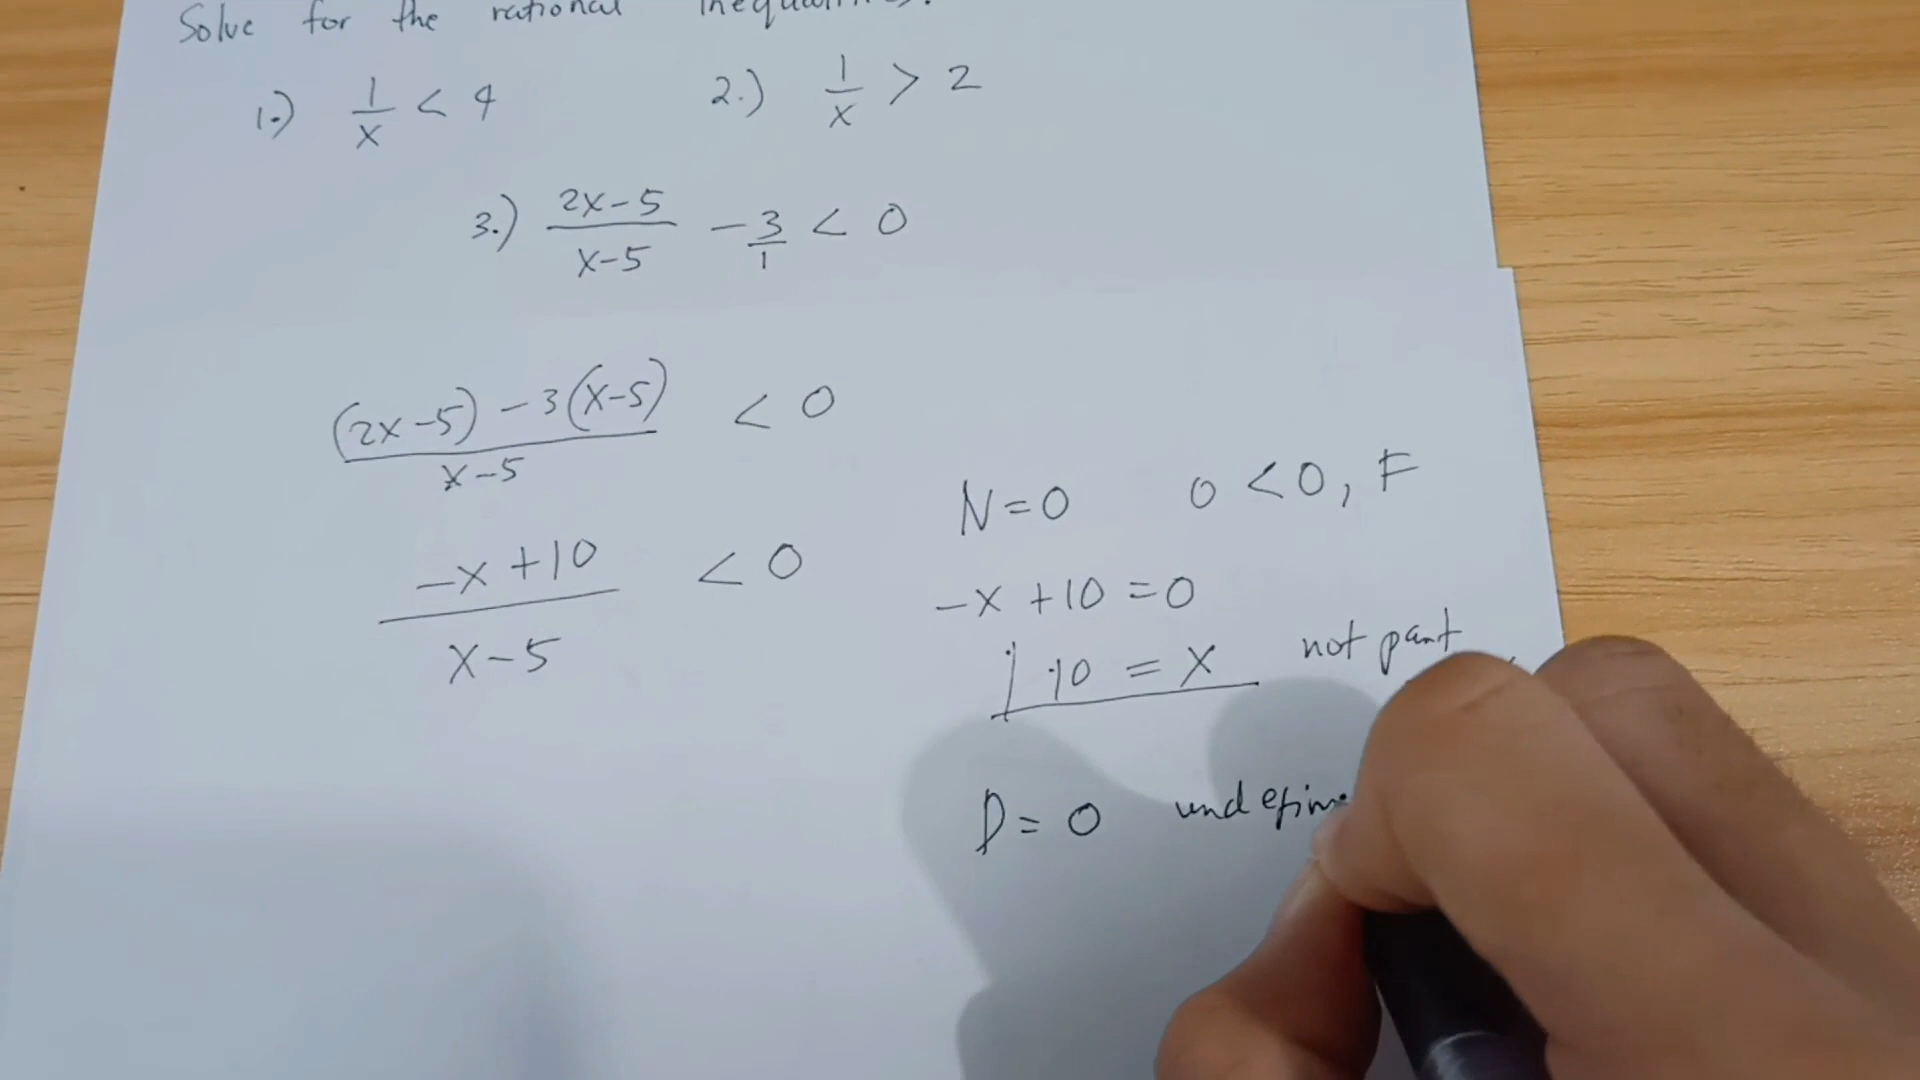 Solve for the rational inequalities.
1.) 1/x < 4
2.) 1/x > 2
3.) (2x-5)/(x-5) - 3/1 < 0
((2x-5) - 3(x-5))/(x-5) < 0
(-x+10)/(x-5) < 0
N=0 0<0, F
-x+10=0
10 = x not part
D=0